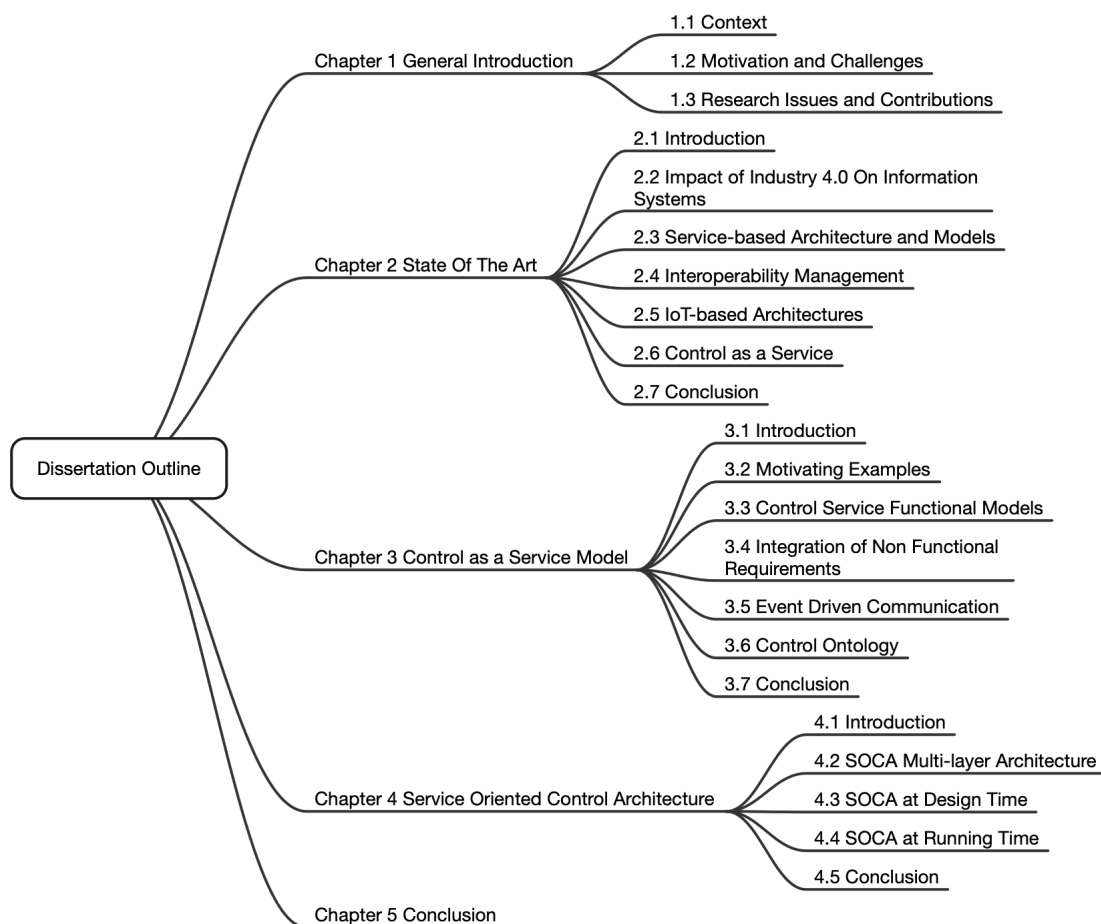 Dissertation Outline
Chapter 1 General Introduction
1.1 Context
1.2 Motivation and Challenges
1.3 Research Issues and Contributions
Chapter 2 State Of The Art
2.1 Introduction
2.2 Impact of Industry 4.0 On Information
Systems
2.3 Service-based Architecture and Models
2.4 Interoperability Management
2.5 IoT-based Architectures
2.6 Control as a Service
2.7 Conclusion
Chapter 3 Control as a Service Model
3.1 Introduction
3.2 Motivating Examples
3.3 Control Service Functional Models
3.4 Integration of Non Functional
Requirements
3.5 Event Driven Communication
3.6 Control Ontology
3.7 Conclusion
Chapter 4 Service Oriented Control Architecture
4.1 Introduction
4.2 SOCA Multi-layer Architecture
4.3 SOCA at Design Time
4.4 SOCA at Running Time
4.5 Conclusion
Chapter 5 Conclusion